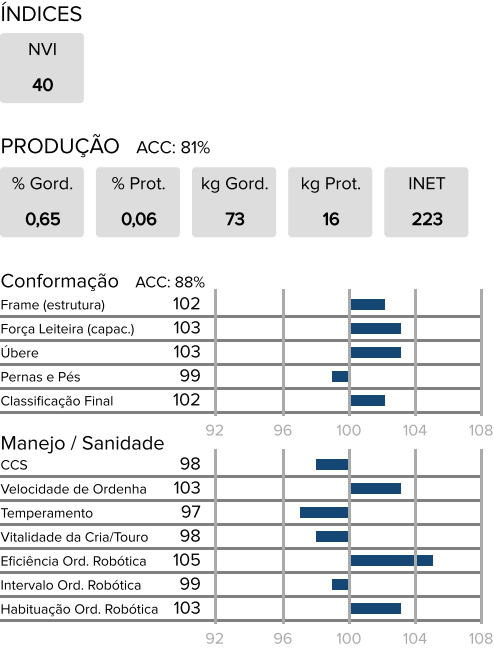 ÍNDICES
NVI
40
PRODUÇÃO ACC: 81%
% Gord. % Prot. kg Gord. kg Prot. INET
0,65 0,06 73 16 223
Conformação ACC: 88%
Frame (estrutura) 102
Força Leiteira (capac.) 103
Úbere 103
Pernas e Pés 99
Classificação Final 102
92 96 100 104 108
Manejo / Sanidade
CCS 98
Velocidade de Ordenha 103
Temperamento 97
Vitalidade da Cria/Touro 98
Eficiência Ord. Robótica 105
Intervalo Ord. Robótica 99
Habituação Ord. Robótica 103
92 96 100 104 108